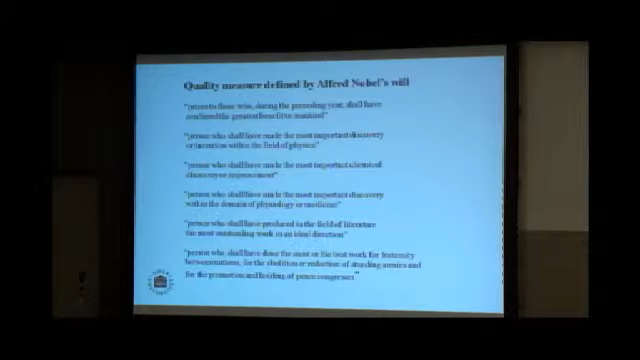 Quality measure defined by Alfred Nobel's will
"prizes to those who, during the preceding year, shall have
conferred the greatest benefit to mankind"
"person who shall have made the most important discovery
or invention within the field of physics"
"person who shall have made the most important chemical
discovery or improvement"
"person who shall have made the most important discovery
within the domain of physiology or medicine"
"person who shall have produced in the field of literature
the most outstanding work in an ideal direction"
"person who shall have done the most or the best work for fraternity
between nations, for the abolition or reduction of standing armies and
for the promotion and holding of peace congresses"